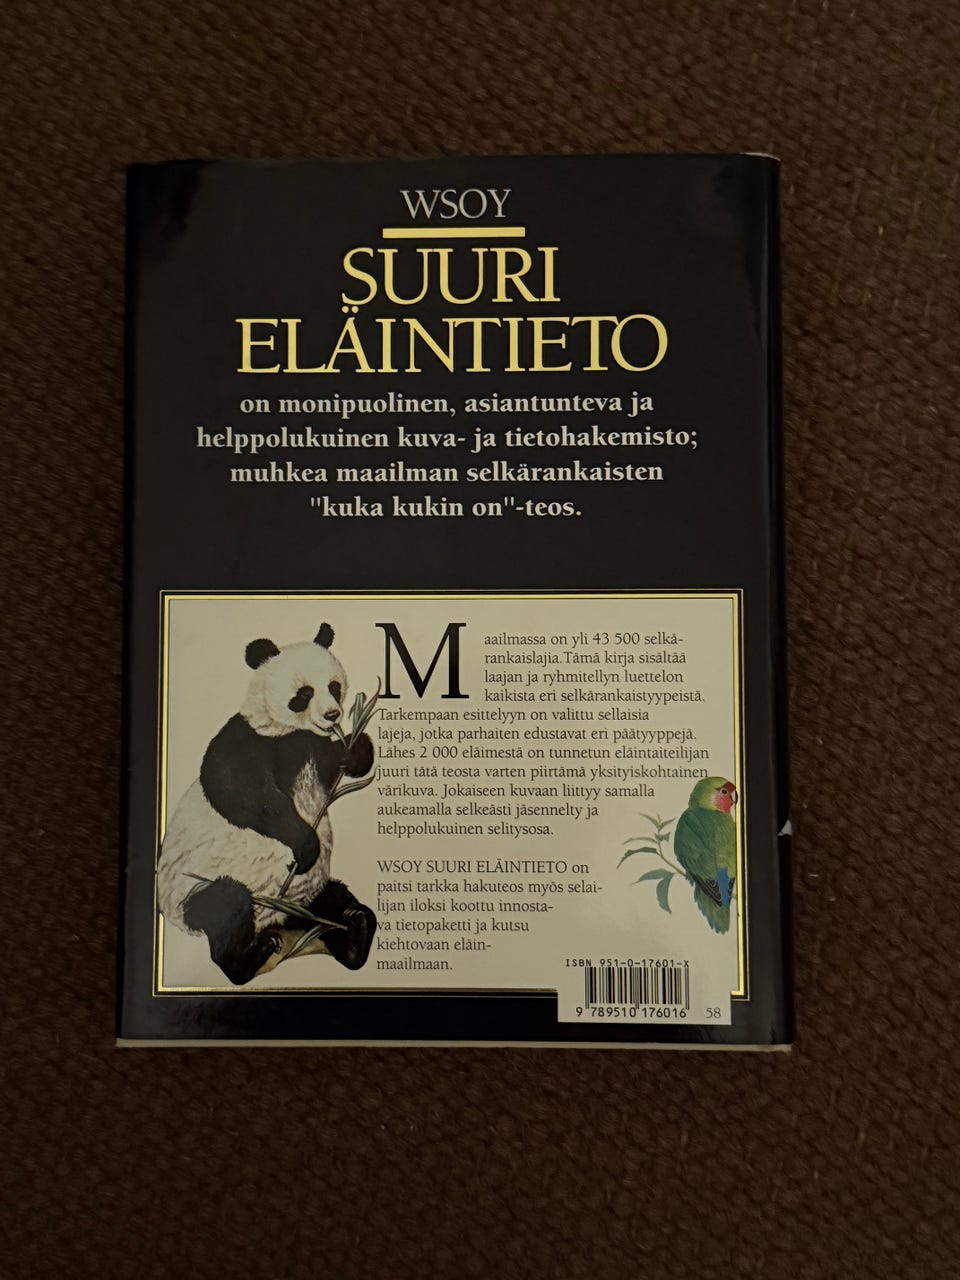 WSOY
SUURI
ELÄINTIETO
on monipuolinen, asiantunteva ja
helppolukuinen kuva- ja tietohakemisto;
muhkea maailman selkärankaisten
"kuka kukin on"-teos.
Maailmassa on yli 43 500 selkä-
rankaislajia. Tämä kirja sisältää
laajan ja ryhmitellyn luettelon
kaikista eri selkärankaistyypeistä.
Tarkempaan esittelyyn on valittu sellaisia
lajeja, jotka parhaiten edustavat eri päätyyppejä.
Lähes 2 000 eläimestä on tunnetun eläintaiteilijan
juuri tätä teosta varten piirtämä yksityiskohtainen
värikuva. Jokaiseen kuvaan liittyy samalla
aukeamalla selkeästi jäsennelty ja
helppolukuinen selitysosa.
WSOY SUURI ELÄINTIETO on
paitsi tarkka hakuteos myös selai-
lijan iloksi koottu innosta-
va tietopaketti ja kutsu
kiehtovaan eläin-
maailmaan.
ISBN 951-0-17601-X
9 789510 176016 58